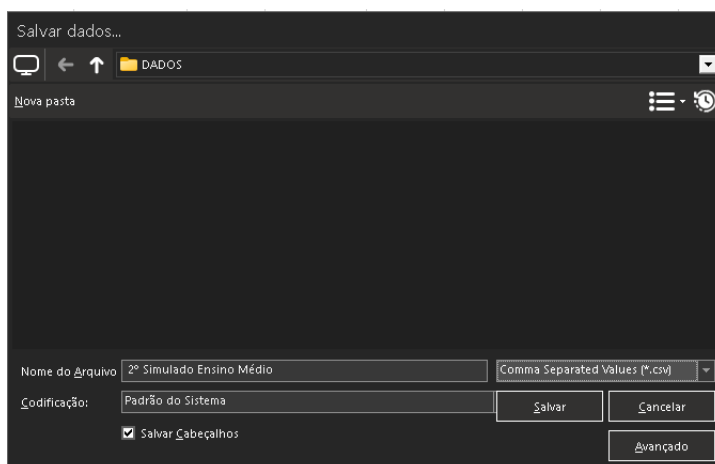 Salvar dados...
DADOS
Nova pasta
Nome do Arquivo 2º Simulado Ensino Médio Comma Separated Values (*.csv)
Codificação: Padrão do Sistema Salvar Cancelar
Salvar Cabeçalhos
Avançado